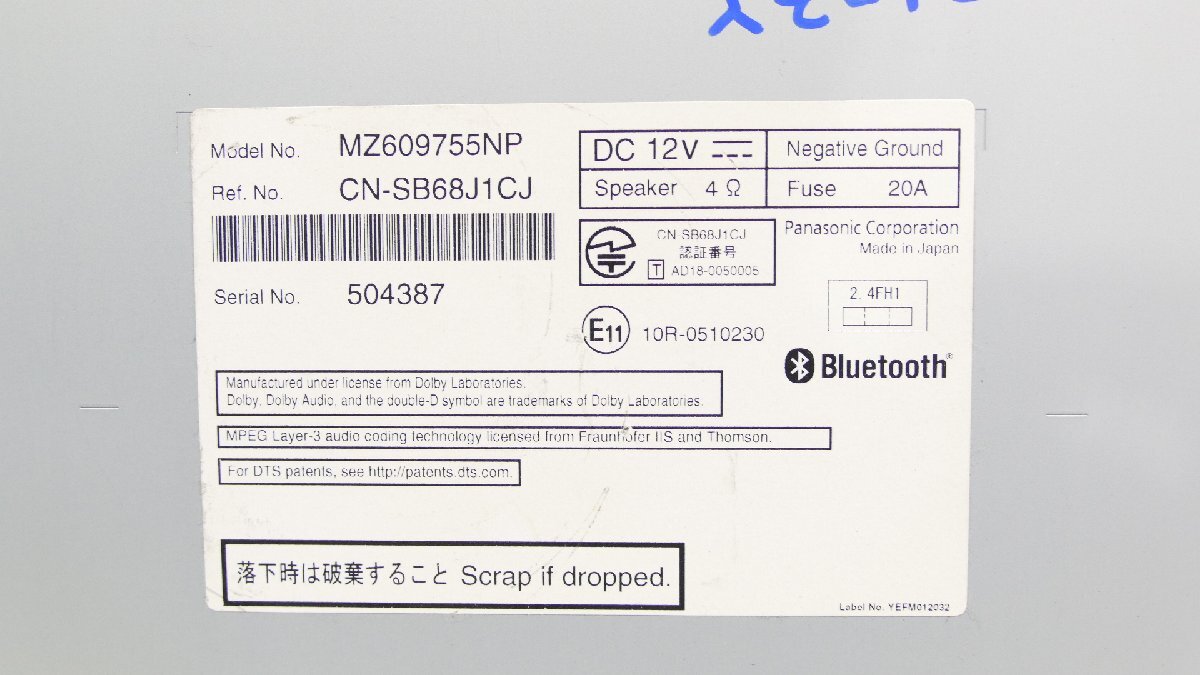 Model No. MZ609755NP
Ref. No. CN-SB68J1CJ
Serial No. 504387
DC 12V Negative Ground
Speaker 4 Ω Fuse 20A
CN-SB68J1CJ
認証番号
T AD18-0050005
Panasonic Corporation
Made in Japan
2.4FH1
E11 10R-0510230
Bluetooth®
Manufactured under license from Dolby Laboratories.
Dolby, Dolby Audio, and the double-D symbol are trademarks of Dolby Laboratories.
MPEG Layer-3 audio coding technology licensed from Fraunhofer IIS and Thomson.
For DTS patents, see http://patents.dts.com.
落下時は破棄すること Scrap if dropped.
Label No. YEFM012032